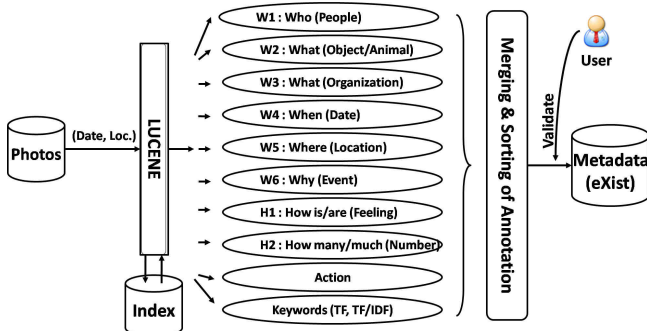 Photos
(Date, Loc.)
LUCENE
Index
W1 : Who (People)
W2 : What (Object/Animal)
W3 : What (Organization)
W4 : When (Date)
W5 : Where (Location)
W6 : Why (Event)
H1 : How is/are (Feeling)
H2 : How many/much (Number)
Action
Keywords (TF, TF/IDF)
Merging & Sorting of Annotation
User
Validate
Metadata
(eXist)